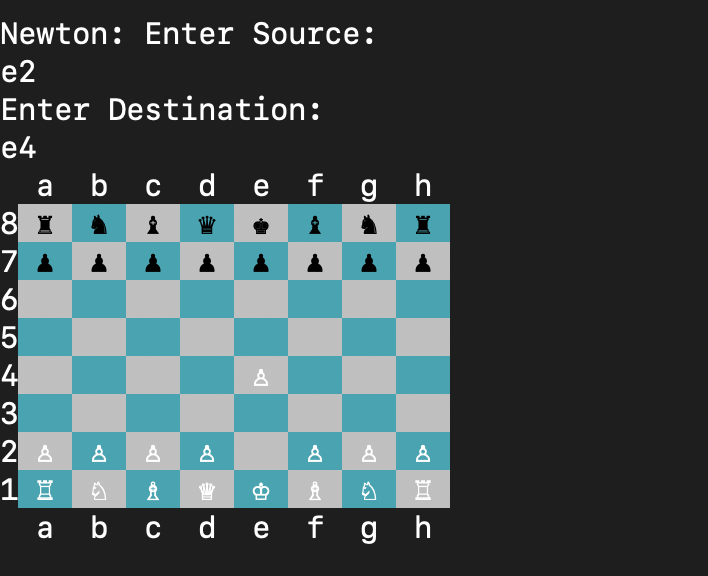 Newton: Enter Source:
e2
Enter Destination:
e4
a b c d e f g h
8 ♜ ♞ ♝ ♛ ♚ ♝ ♞ ♜
7 ♟ ♟ ♟ ♟ ♟ ♟ ♟ ♟
6
5
4 ♙
3
2 ♙ ♙ ♙ ♙ ♙ ♙ ♙
1 ♖ ♘ ♗ ♕ ♔ ♗ ♘ ♖
a b c d e f g h